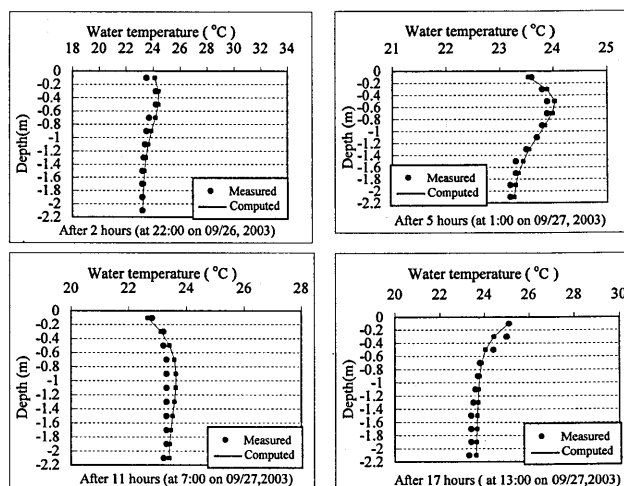 Water temperature ( °C)
18 20 22 24 26 28 30 32 34
0
-0.2
-0.4
-0.6
-0.8
-1
-1.2
-1.4
-1.6
-1.8
-2
-2.2
Depth(m)
Measured
Computed
After 2 hours (at 22:00 on 09/26, 2003)
Water temperature ( °C)
21 22 23 24 25
0
-0.2
-0.4
-0.6
-0.8
-1
-1.2
-1.4
-1.6
-1.8
-2
-2.2
Depth(m)
Measured
Computed
After 5 hours (at 1:00 on 09/27, 2003)
Water temperature ( °C)
20 22 24 26 28
0
-0.2
-0.4
-0.6
-0.8
-1
-1.2
-1.4
-1.6
-1.8
-2
-2.2
Depth(m)
Measured
Computed
After 11 hours (at 7:00 on 09/27,2003)
Water temperature ( °C)
20 22 24 26 28 30
0
-0.2
-0.4
-0.6
-0.8
-1
-1.2
-1.4
-1.6
-1.8
-2
-2.2
Depth(m)
Measured
Computed
After 17 hours ( at 13:00 on 09/27,2003)